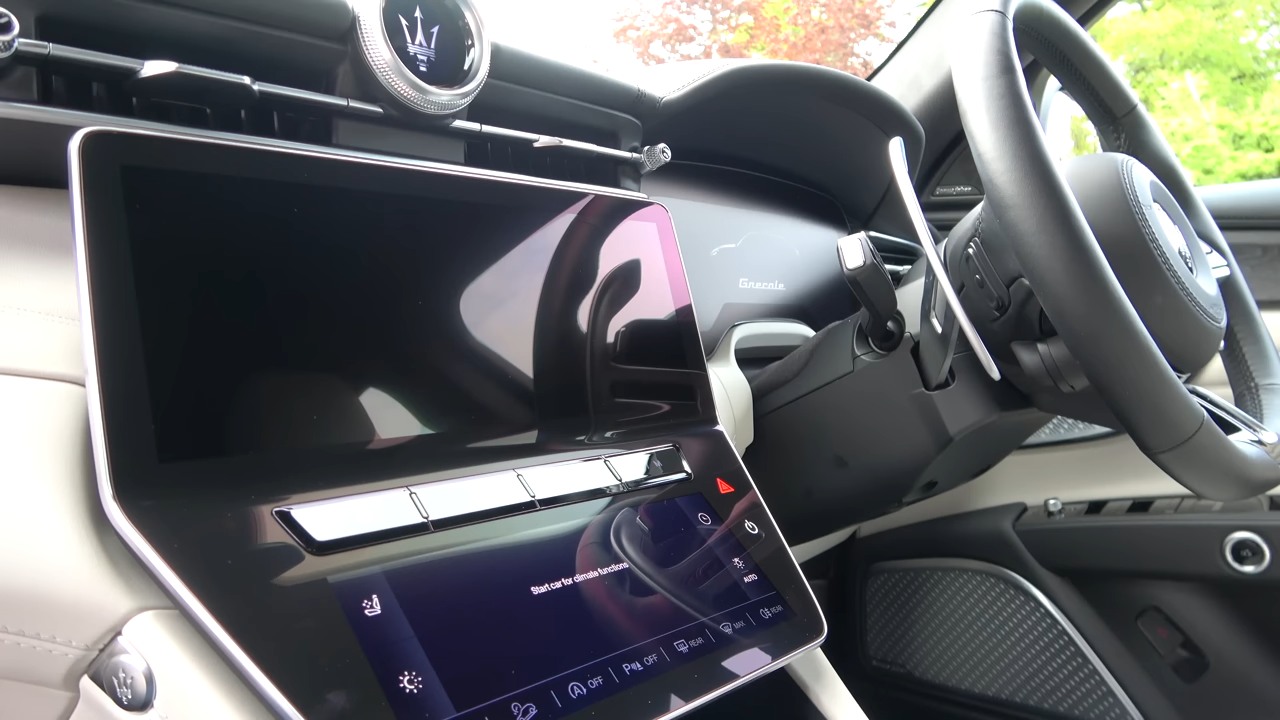 Grecale
Start car for climate functions
AUTO
REAR
MAX
REAR
P OFF
A OFF